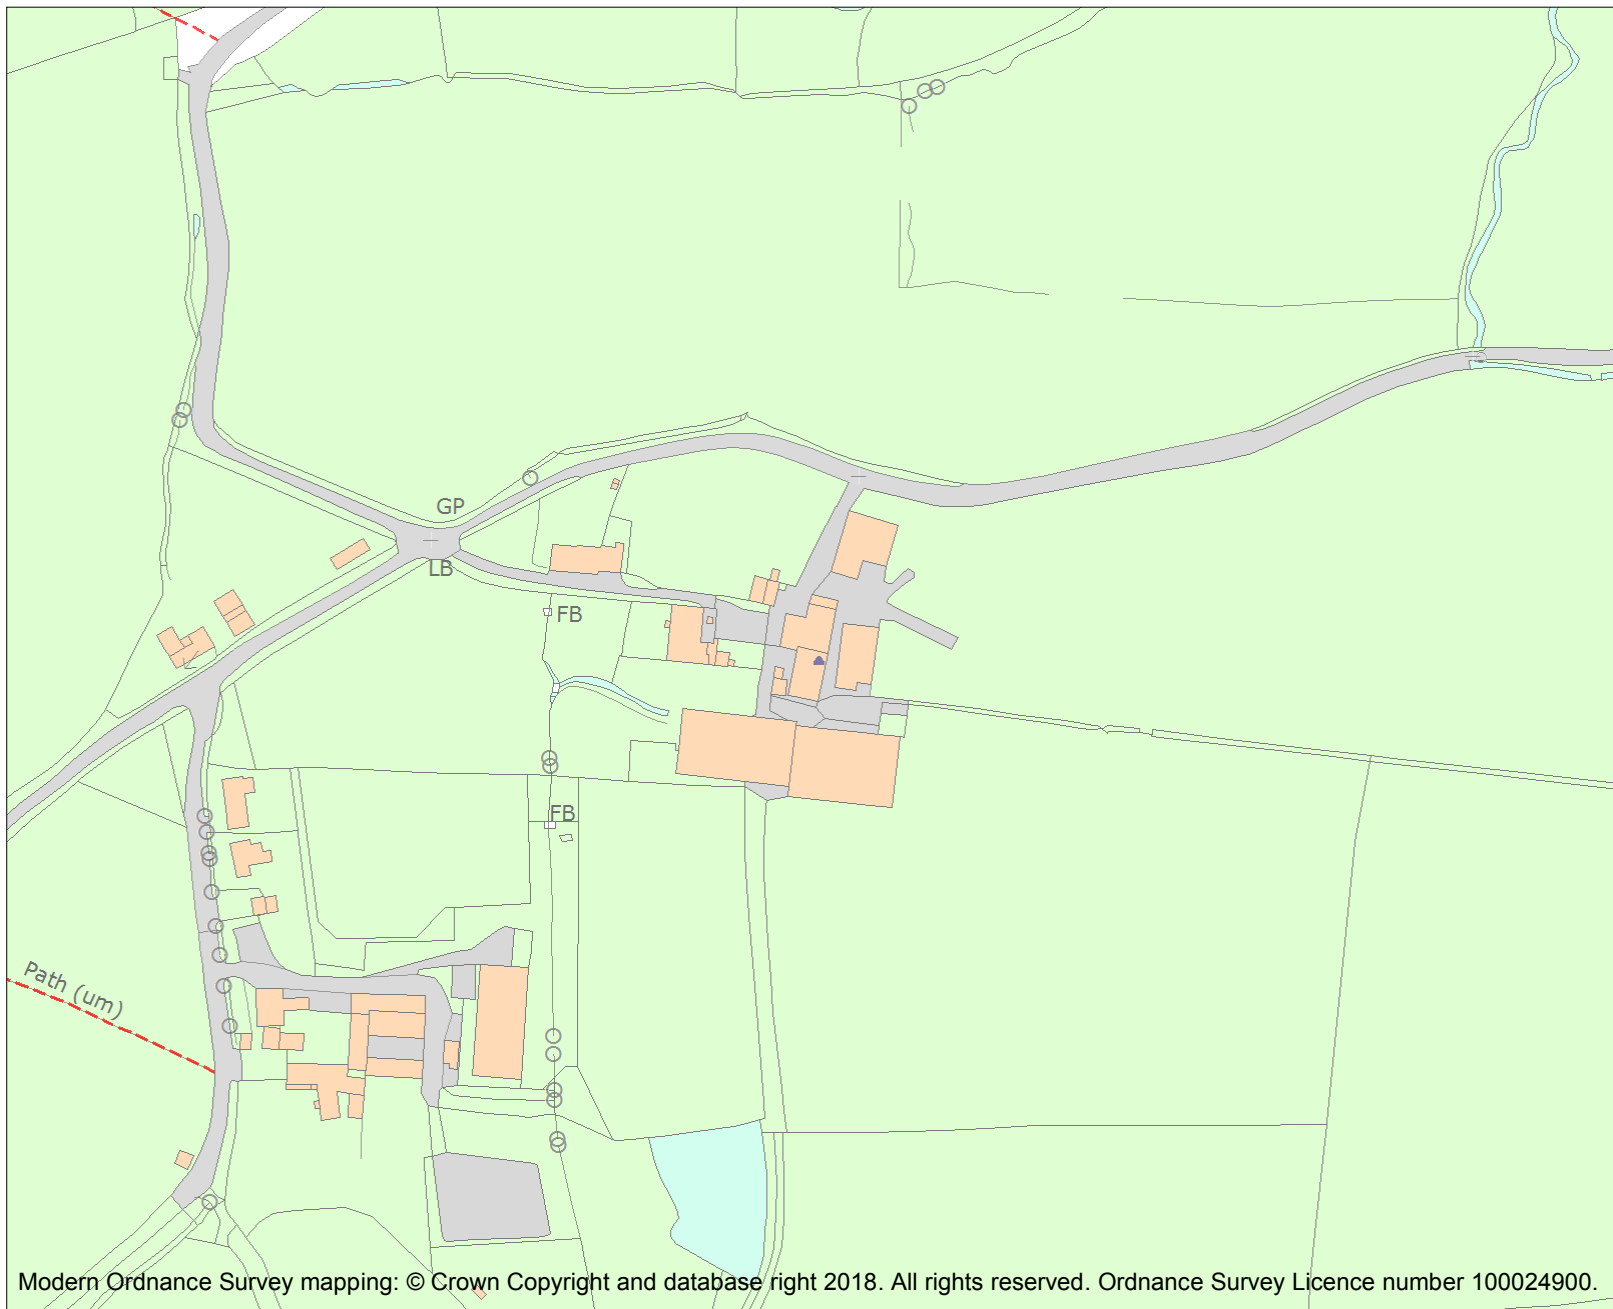 GP
LB
FB
FB
Path (um)
Modern Ordnance Survey mapping: © Crown Copyright and database right 2018. All rights reserved. Ordnance Survey Licence number 100024900.